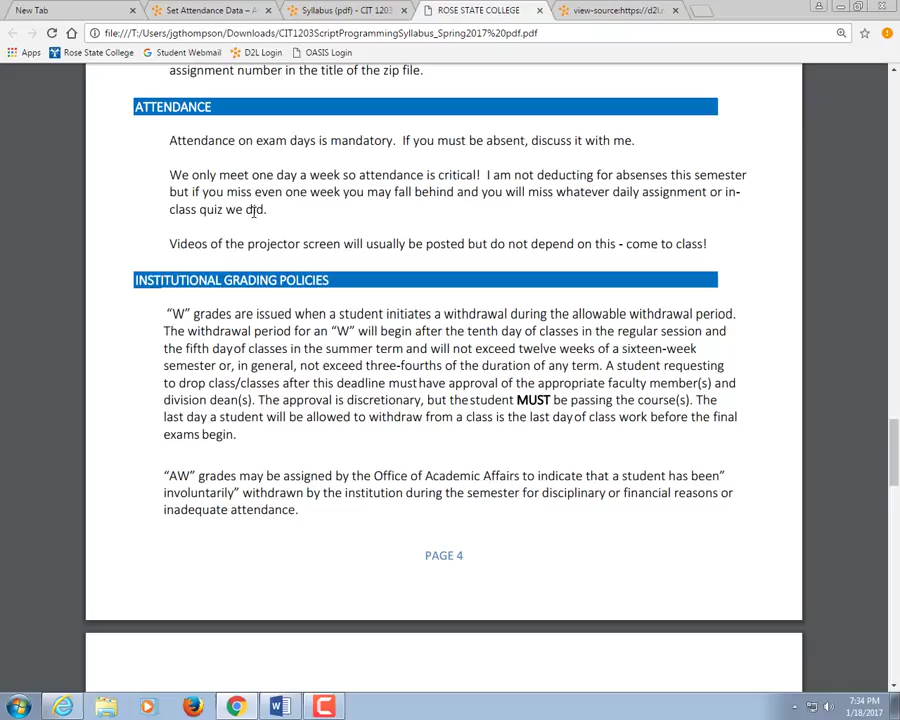 New Tab
Set Attendance Data – A
Syllabus (pdf) - CIT 1203
ROSE STATE COLLEGE
view-source:https://d2l.
file:///T:/Users/jgthompson/Downloads/CIT1203ScriptProgrammingSyllabus_Spring2017%20pdf.pdf
Apps Rose State College Student Webmail D2L Login OASIS Login
assignment number in the title of the zip file.
ATTENDANCE
Attendance on exam days is mandatory. If you must be absent, discuss it with me.
We only meet one day a week so attendance is critical! I am not deducting for absenses this semester
but if you miss even one week you may fall behind and you will miss whatever daily assignment or in-
class quiz we did.
Videos of the projector screen will usually be posted but do not depend on this - come to class!
INSTITUTIONAL GRADING POLICIES
“W” grades are issued when a student initiates a withdrawal during the allowable withdrawal period.
The withdrawal period for an “W” will begin after the tenth day of classes in the regular session and
the fifth day of classes in the summer term and will not exceed twelve weeks of a sixteen-week
semester or, in general, not exceed three-fourths of the duration of any term. A student requesting
to drop class/classes after this deadline must have approval of the appropriate faculty member(s) and
division dean(s). The approval is discretionary, but the student MUST be passing the course(s). The
last day a student will be allowed to withdraw from a class is the last day of class work before the final
exams begin.
“AW” grades may be assigned by the Office of Academic Affairs to indicate that a student has been”
involuntarily” withdrawn by the institution during the semester for disciplinary or financial reasons or
inadequate attendance.
PAGE 4
7:34 PM
1/18/2017